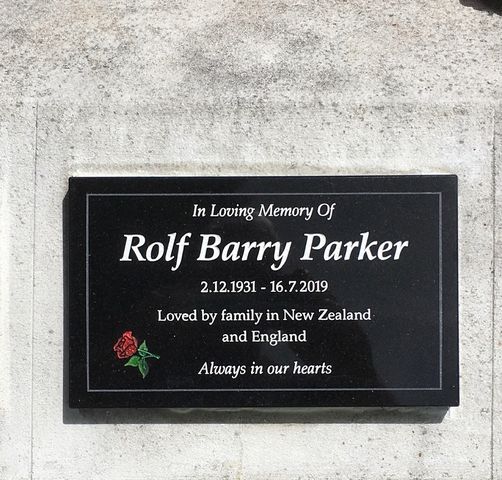 In Loving Memory Of
Rolf Barry Parker
2.12.1931 - 16.7.2019
Loved by family in New Zealand
and England
Always in our hearts